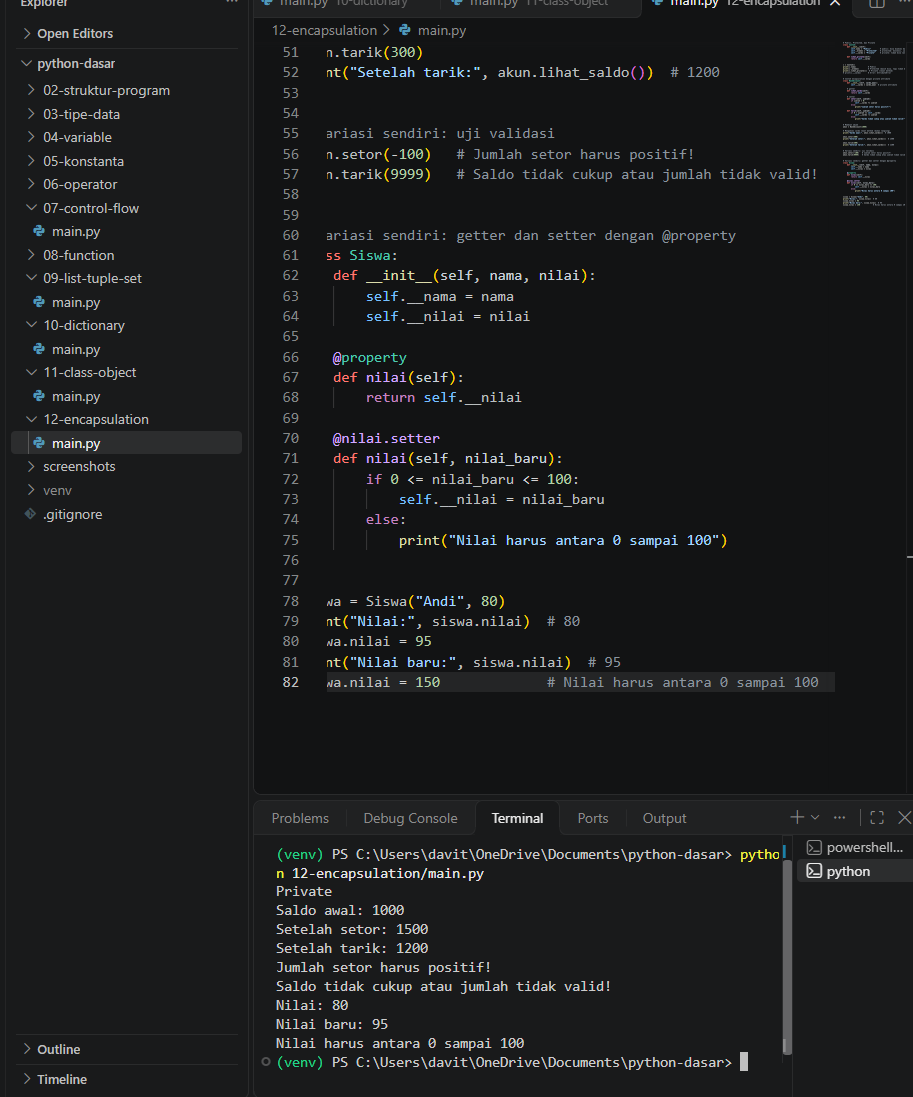 Explorer
Open Editors
python-dasar
02-struktur-program
03-tipe-data
04-variable
05-konstanta
06-operator
07-control-flow
main.py
08-function
09-list-tuple-set
main.py
10-dictionary
main.py
11-class-object
main.py
12-encapsulation
main.py
screenshots
venv
.gitignore
Outline
Timeline
main.py 10-dictionary main.py 11-class-object main.py 12-encapsulation
12-encapsulation > main.py
51 n.tarik(300)
52 nt("Setelah tarik:", akun.lihat_saldo())  # 1200
53
54
55 ariasi sendiri: uji validasi
56 n.setor(-100)   # Jumlah setor harus positif!
57 n.tarik(9999)   # Saldo tidak cukup atau jumlah tidak valid!
58
59
60 ariasi sendiri: getter dan setter dengan @property
61 ss Siswa:
62 def __init__(self, nama, nilai):
63 self.__nama = nama
64 self.__nilai = nilai
65
66 @property
67 def nilai(self):
68 return self.__nilai
69
70 @nilai.setter
71 def nilai(self, nilai_baru):
72 if 0 <= nilai_baru <= 100:
73 self.__nilai = nilai_baru
74 else:
75 print("Nilai harus antara 0 sampai 100")
76
77
78 wa = Siswa("Andi", 80)
79 nt("Nilai:", siswa.nilai)  # 80
80 wa.nilai = 95
81 nt("Nilai baru:", siswa.nilai)  # 95
82 wa.nilai = 150             # Nilai harus antara 0 sampai 100
Problems Debug Console Terminal Ports Output
(venv) PS C:\Users\davit\OneDrive\Documents\python-dasar> pytho
n 12-encapsulation/main.py
Private
Saldo awal: 1000
Setelah setor: 1500
Setelah tarik: 1200
Jumlah setor harus positif!
Saldo tidak cukup atau jumlah tidak valid!
Nilai: 80
Nilai baru: 95
Nilai harus antara 0 sampai 100
(venv) PS C:\Users\davit\OneDrive\Documents\python-dasar>
powershell...
python